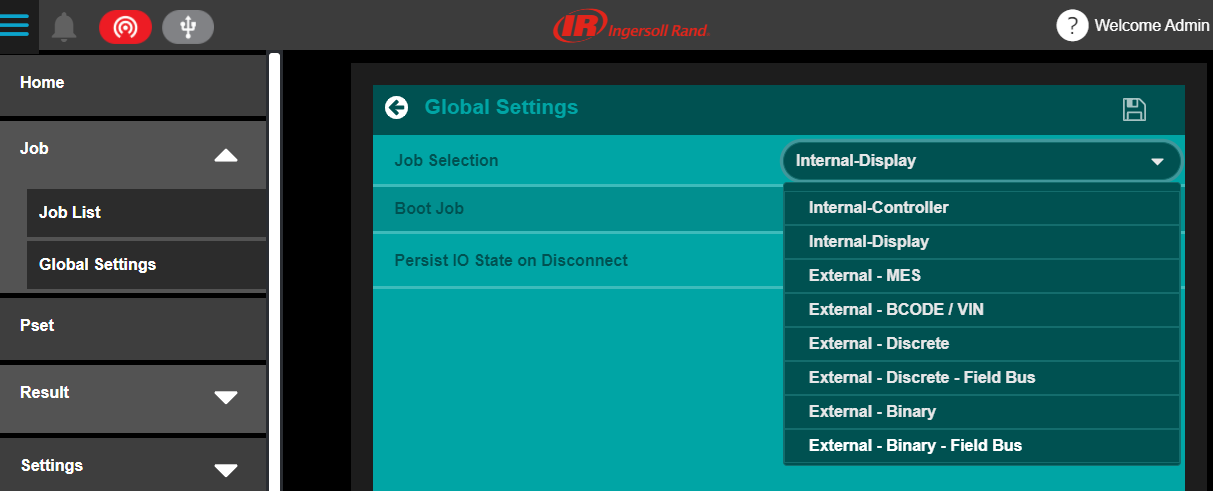 IR Ingersoll Rand
? Welcome Admin
Home
Job
Job List
Global Settings
Pset
Result
Settings
Global Settings
Job Selection
Internal-Display
Boot Job
Persist IO State on Disconnect
Internal-Controller
Internal-Display
External - MES
External - BCODE / VIN
External - Discrete
External - Discrete - Field Bus
External - Binary
External - Binary - Field Bus